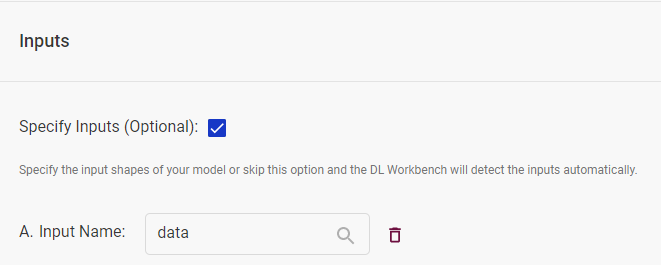 Inputs
Specify Inputs (Optional):
Specify the input shapes of your model or skip this option and the DL Workbench will detect the inputs automatically.
A. Input Name: data